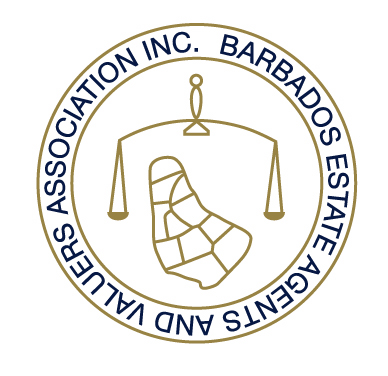 BARBADOS ESTATE AGENTS AND VALUERS ASSOCIATION INC.